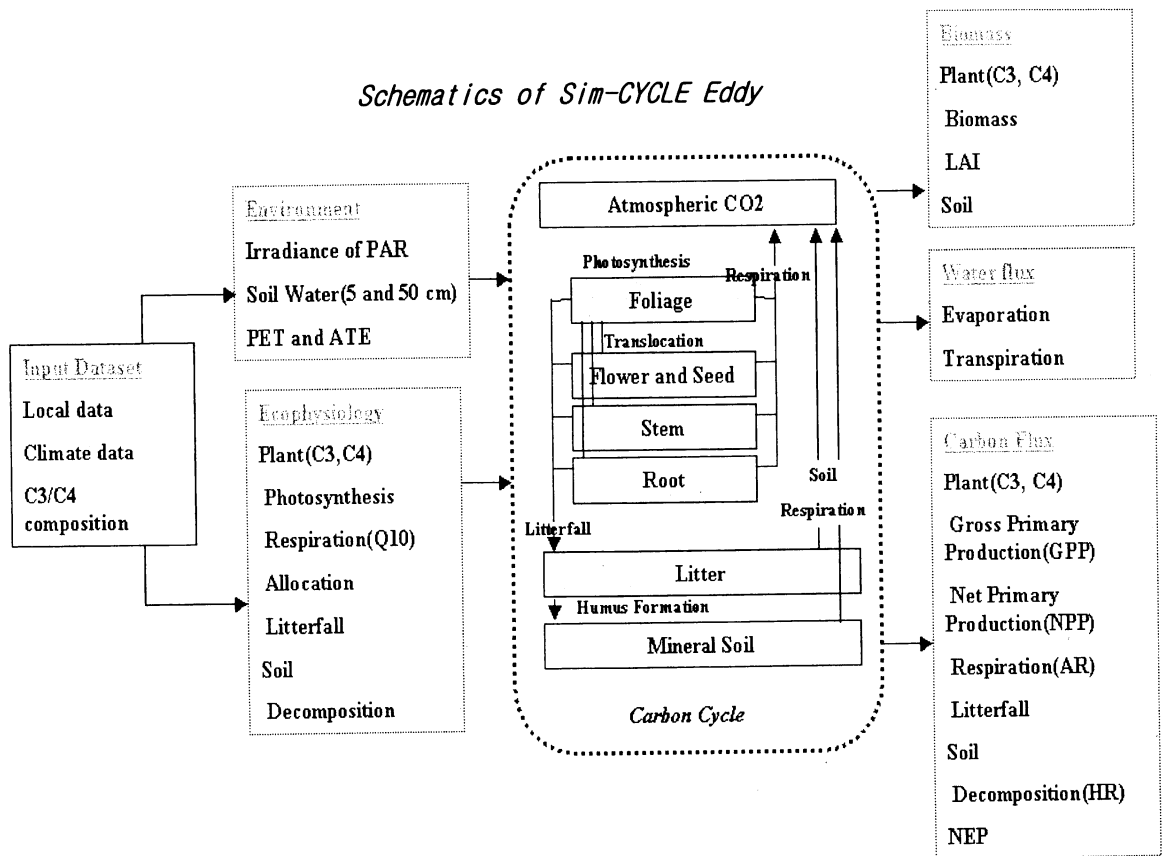 Schematics of Sim-CYCLE Eddy
Input Dataset
Local data
Climate data
C3/C4
composition
Environment
Irradiance of PAR
Soil Water(5 and 50 cm)
PET and ATE
Ecophysiology
Plant(C3,C4)
Photosynthesis
Respiration(Q10)
Allocation
Litterfall
Soil
Decomposition
Atmospheric CO2
Photosynthesis
Respiration
Foliage
Translocation
Flower and Seed
Stem
Root
Soil
Respiration
Litterfall
Litter
Humus Formation
Mineral Soil
Carbon Cycle
Biomass
Plant(C3, C4)
Biomass
LAI
Soil
Water flux
Evaporation
Transpiration
Carbon Flux
Plant(C3, C4)
Gross Primary
Production(GPP)
Net Primary
Production(NPP)
Respiration(AR)
Litterfall
Soil
Decomposition(HR)
NEP